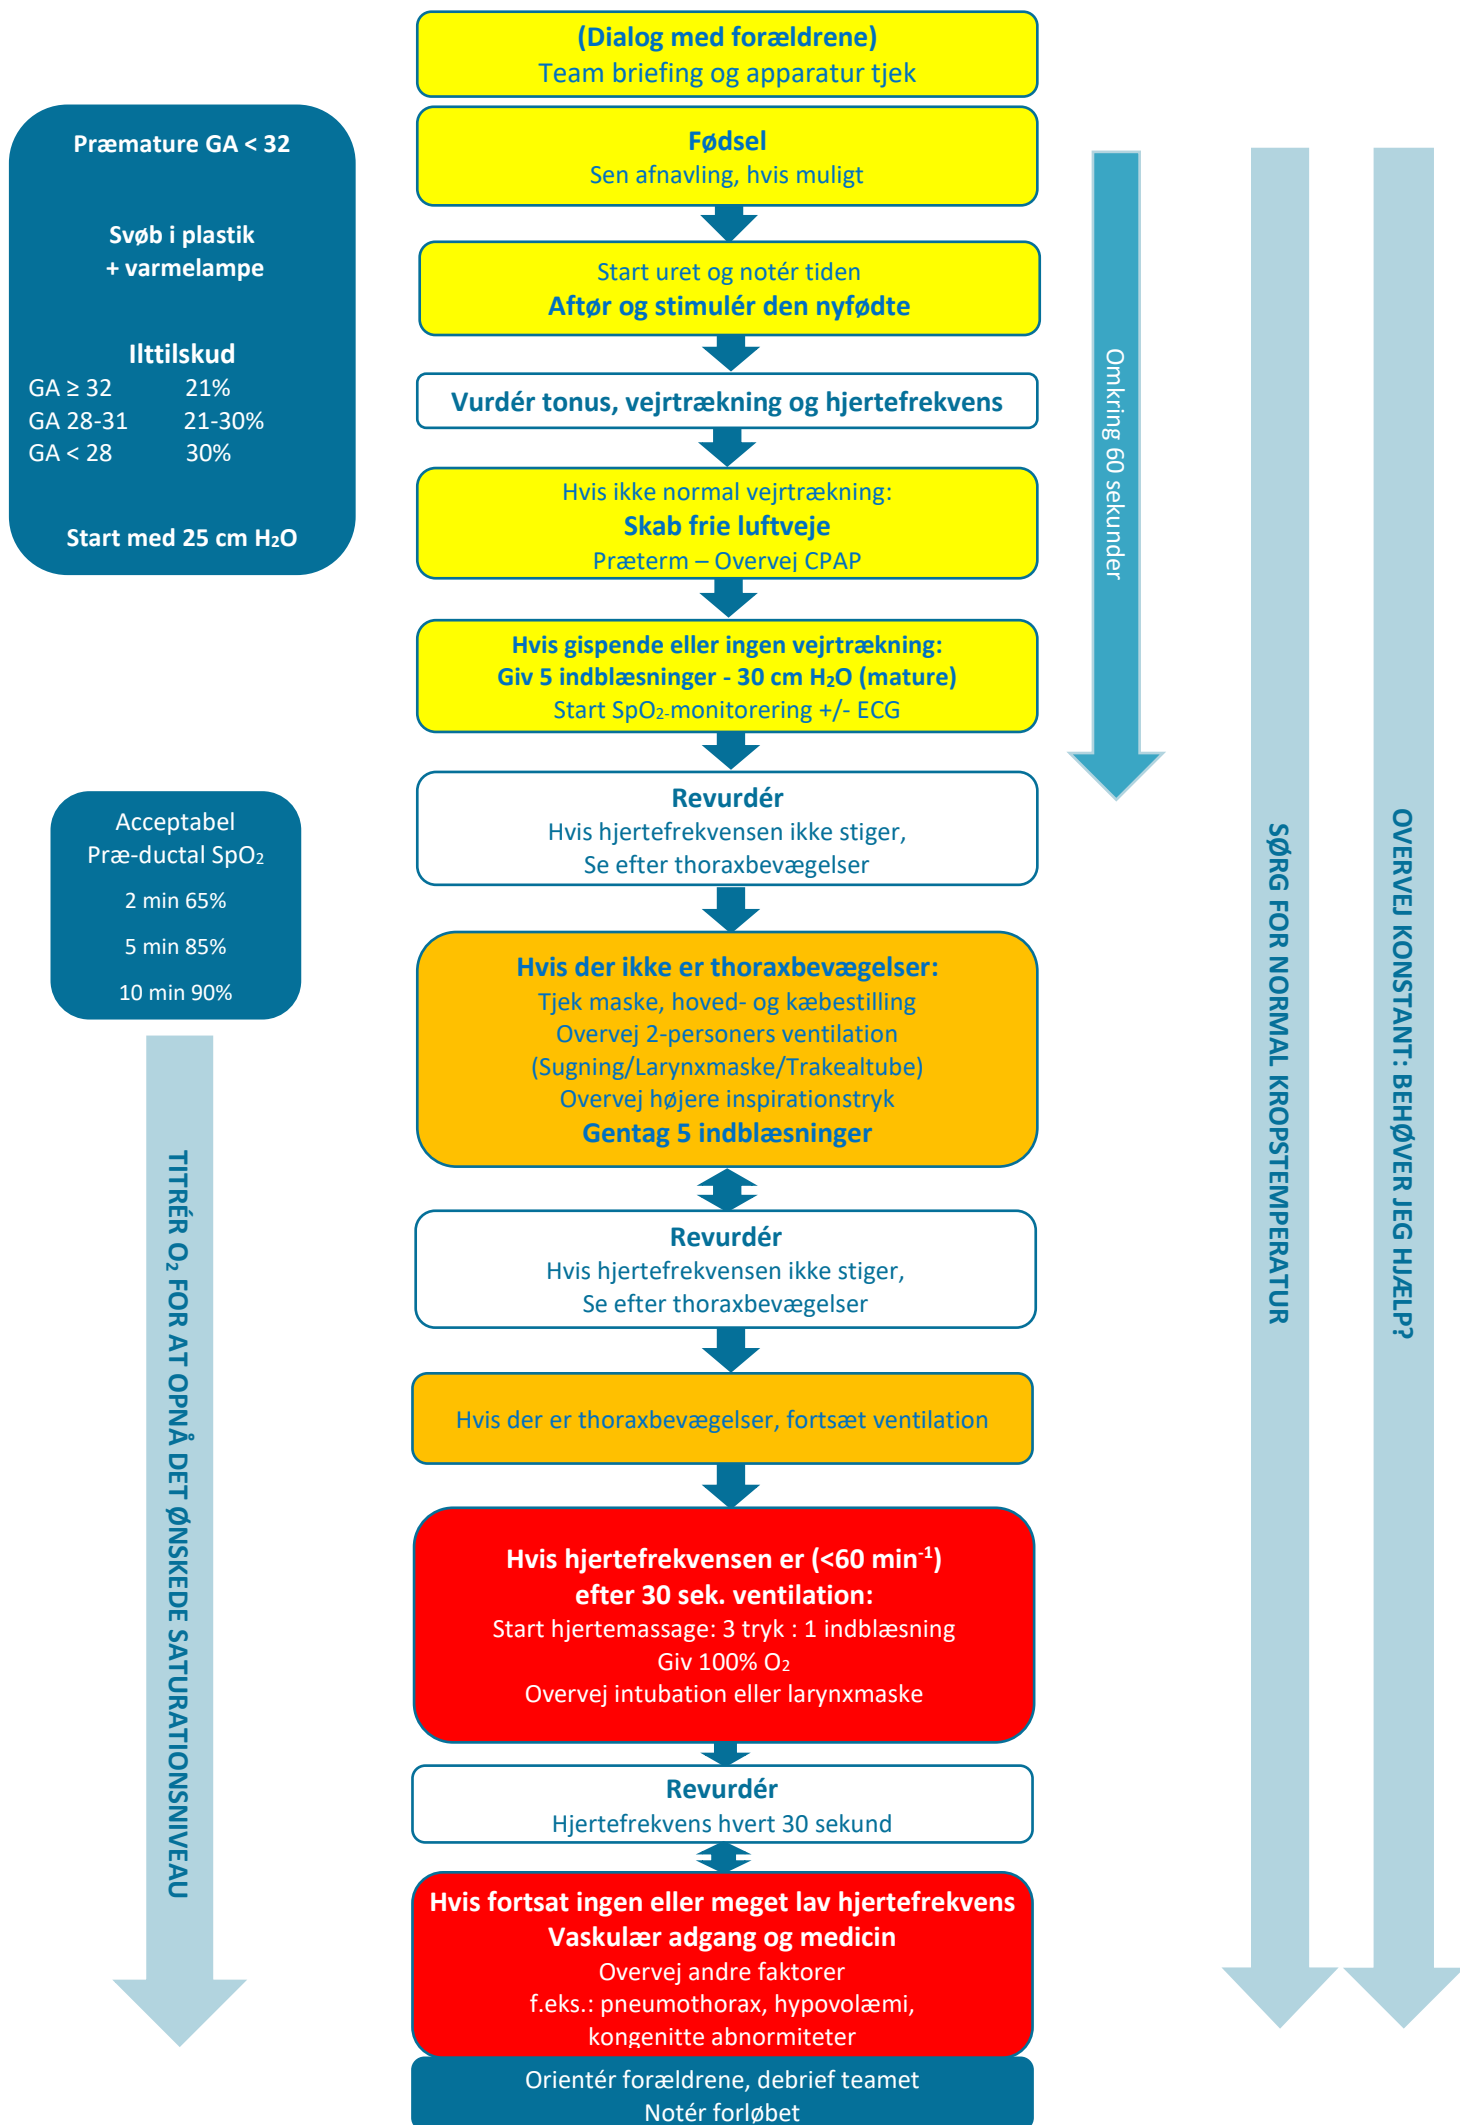 (Dialog med forældrene)
Team briefing og apparatur tjek
Præmature GA < 32
Svøb i plastik
+ varmelampe
Ilttilskud
GA ≥ 32 21%
GA 28-31 21-30%
GA < 28 30%
Start med 25 cm H₂O
Fødsel
Sen afnavling, hvis muligt
Start uret og notér tiden
Aftør og stimulér den nyfødte
Vurdér tonus, vejrtrækning og hjertefrekvens
Hvis ikke normal vejrtrækning:
Skab frie luftveje
Præterm – Overvej CPAP
Hvis gispende eller ingen vejrtrækning:
Giv 5 indblæsninger - 30 cm H₂O (mature)
Start SpO₂-monitorering +/- ECG
Omkring 60 sekunder
Revurdér
Hvis hjertefrekvensen ikke stiger,
Se efter thoraxbevægelser
Acceptabel
Præ-ductal SpO₂
2 min 65%
5 min 85%
10 min 90%
Hvis der ikke er thoraxbevægelser:
Tjek maske, hoved- og kæbestilling
Overvej 2-personers ventilation
(Sugning/Larynxmaske/Trakealtube)
Overvej højere inspirationstryk
Gentag 5 indblæsninger
Revurdér
Hvis hjertefrekvensen ikke stiger,
Se efter thoraxbevægelser
Hvis der er thoraxbevægelser, fortsæt ventilation
Hvis hjertefrekvensen er (<60 min⁻¹)
efter 30 sek. ventilation:
Start hjertemassage: 3 tryk : 1 indblæsning
Giv 100% O₂
Overvej intubation eller larynxmaske
Revurdér
Hjertefrekvens hvert 30 sekund
Hvis fortsat ingen eller meget lav hjertefrekvens
Vaskulær adgang og medicin
Overvej andre faktorer
f.eks.: pneumothorax, hypovolæmi,
kongenitte abnormiteter
Orientér forældrene, debrief teamet
Notér forløbet
TITRÉR O₂ FOR AT OPNÅ DET ØNSKEDE SATURATIONSNIVEAU
SØRG FOR NORMAL KROPSTEMPERATUR
OVERVEJ KONSTANT: BEHØVER JEG HJÆLP?